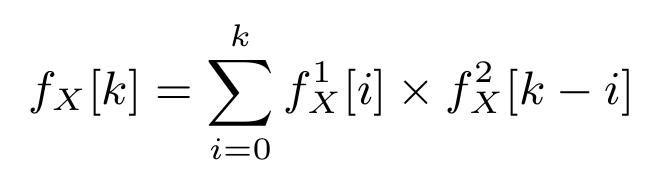 $f_X[k] = \sum_{i=0}^{k} f_X^1[i] \times f_X^2[k-i]$